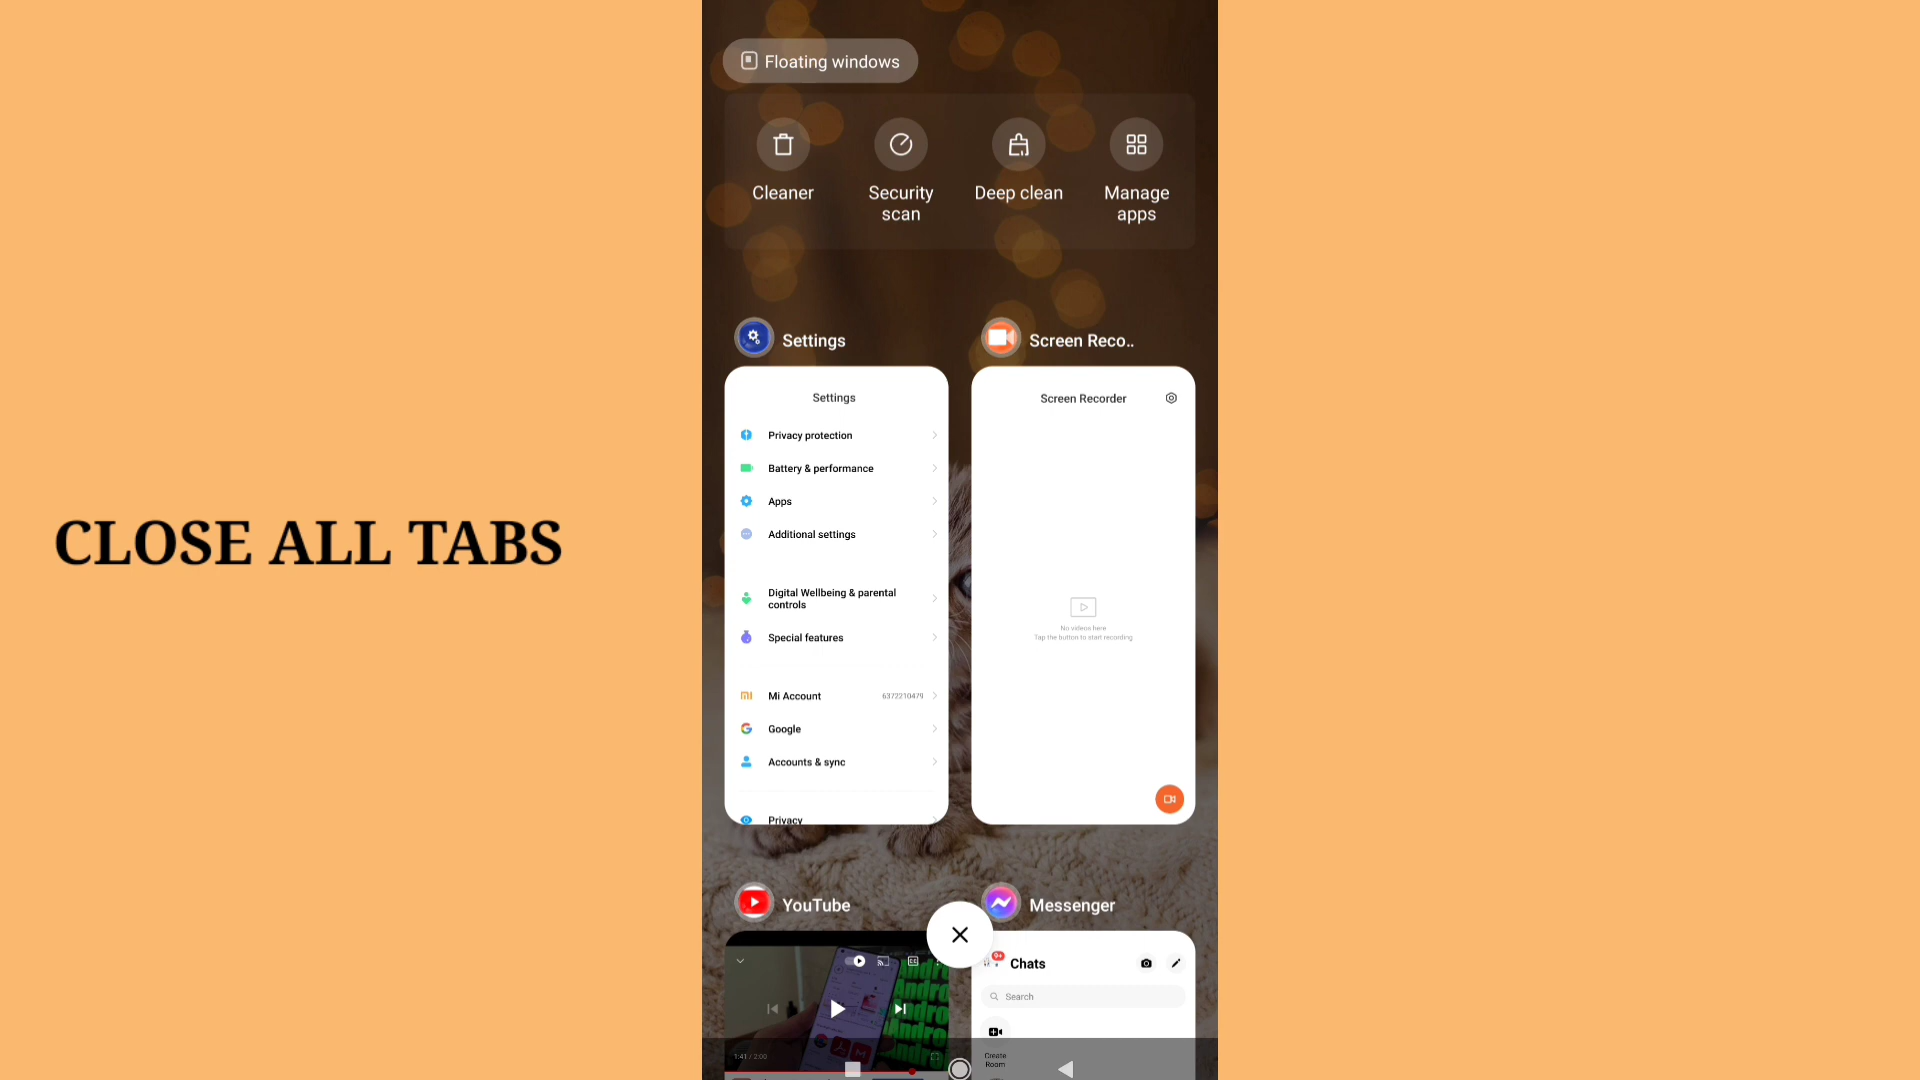 Floating windows
Cleaner
Security
scan
Deep clean
Manage
apps
CLOSE ALL TABS
Settings
Settings
Privacy protection
Battery & performance
Apps
Additional settings
Digital Wellbeing & parental
controls
Special features
Mi Account 6372210479
Google
Accounts & sync
Privacy
Screen Reco..
Screen Recorder
No videos here
Tap the button to start recording
YouTube
1:41 / 2:00
Messenger
9+
Chats
Search
Create
Room